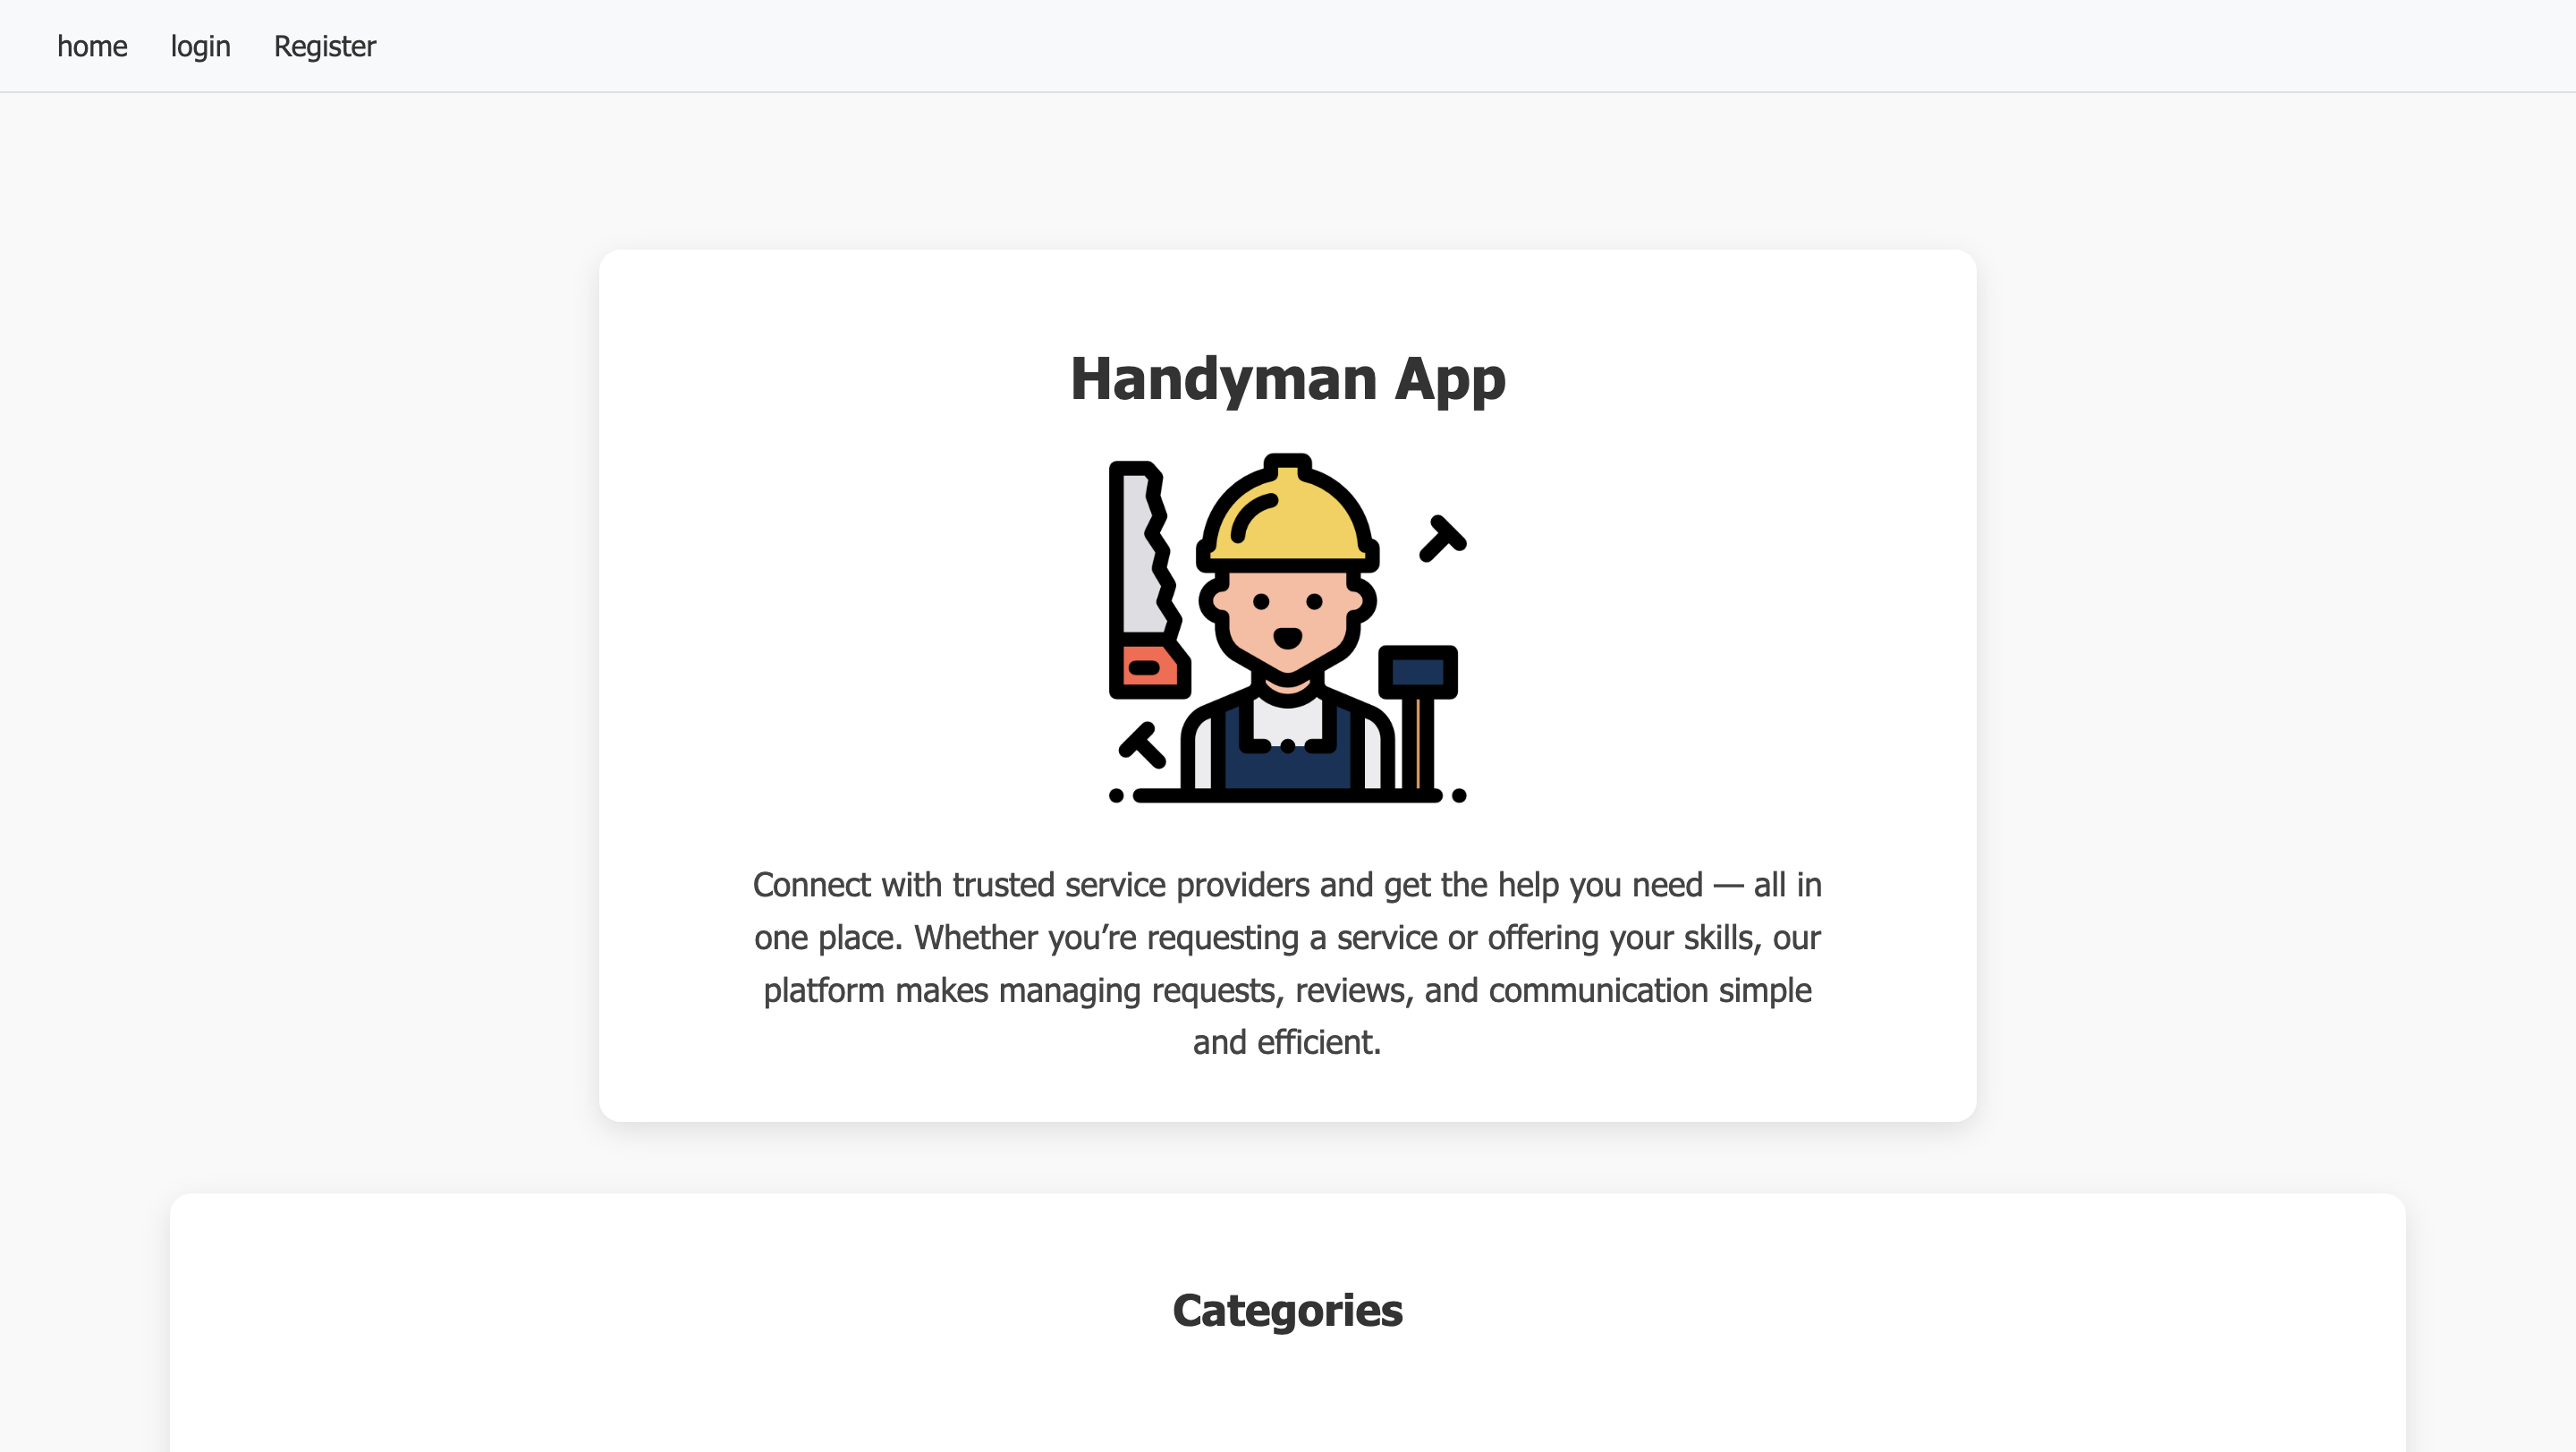 home login Register
Handyman App
Connect with trusted service providers and get the help you need — all in
one place. Whether you’re requesting a service or offering your skills, our
platform makes managing requests, reviews, and communication simple
and efficient.
Categories